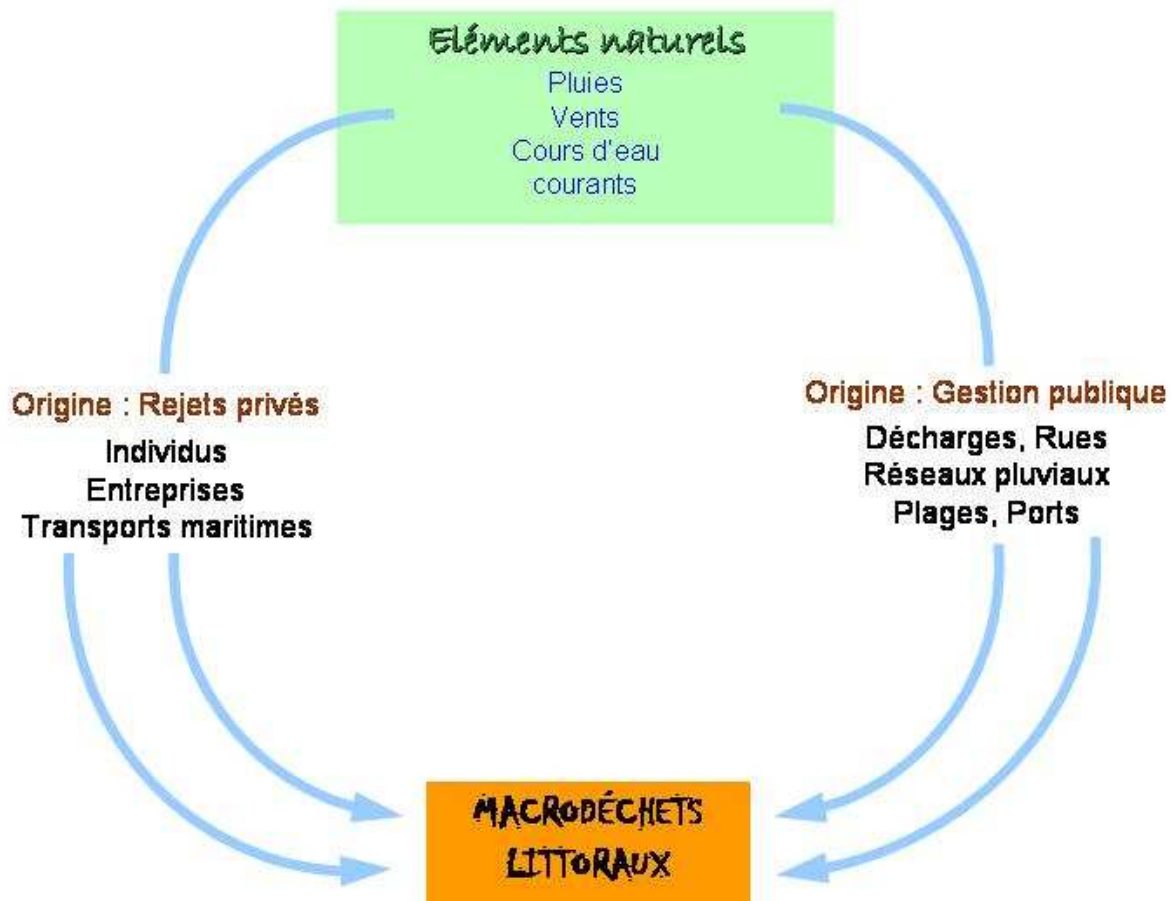 Eléments naturels
Pluies
Vents
Cours d'eau
courants
Origine : Rejets privés
Individus
Entreprises
Transports maritimes
Origine : Gestion publique
Décharges, Rues
Réseaux pluviaux
Plages, Ports
MACRODÉCHETS
LITTORAUX